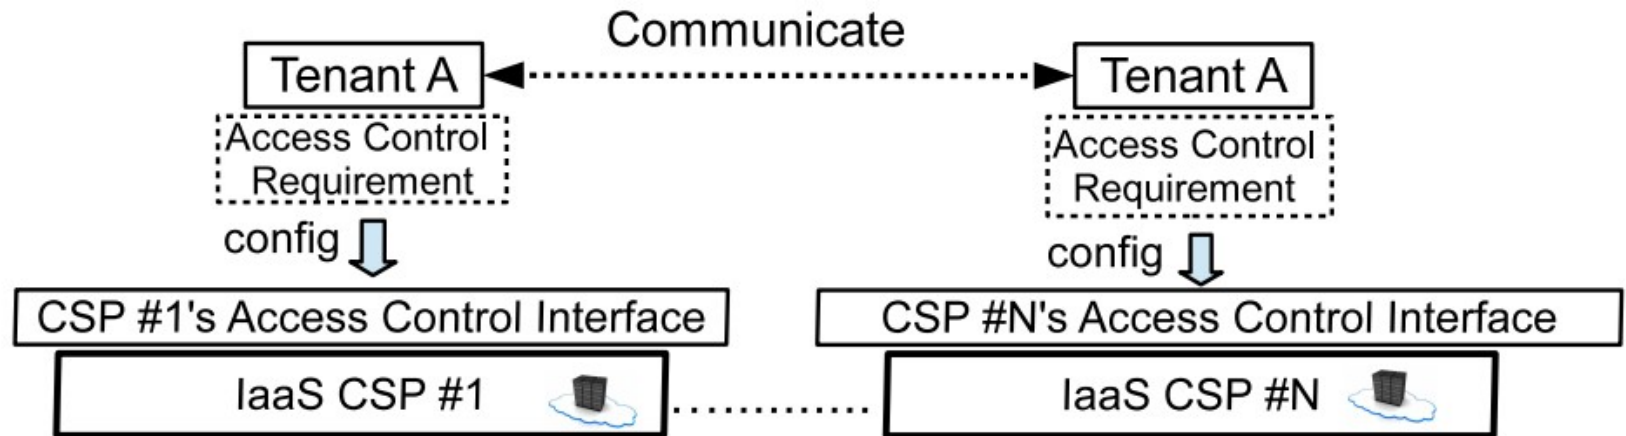 Communicate
Tenant A
Tenant A
Access Control
Requirement
Access Control
Requirement
config
config
CSP #1's Access Control Interface
CSP #N's Access Control Interface
IaaS CSP #1
IaaS CSP #N